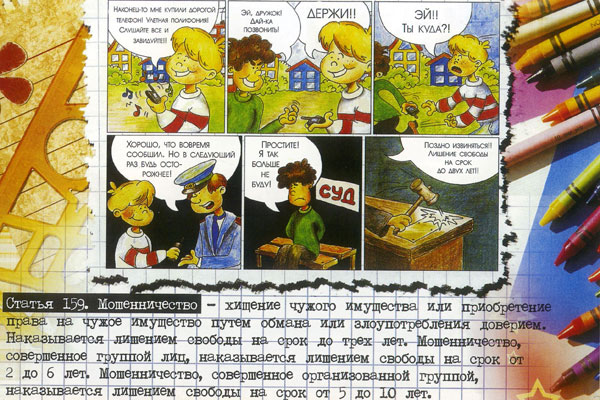 НАКОНЕЦ-ТО МНЕ КУПИЛИ ДОРОГОЙ
ТЕЛЕФОН! УЛЕТНАЯ ПОЛИФОНИЯ!
СЛУШАЙТЕ ВСЕ И
ЗАВИДУЙТЕ!!
ЭЙ, ДРУЖОК!
ДАЙ-КА
ПОЗВОНИТЬ!
ДЕРЖИ!!
ЭЙ!!
ТЫ КУДА?!
ХОРОШО, ЧТО ВОВРЕМЯ
СООБЩИЛ. НО В СЛЕДУЮЩИЙ
РАЗ БУДЬ ОСТО-
РОЖНЕЕ!
ПРОСТИТЕ!
Я ТАК
БОЛЬШЕ
НЕ
БУДУ!
СУД
ПОЗДНО ИЗВИНЯТЬСЯ!!
ЛИШЕНИЕ СВОБОДЫ
НА СРОК
ДО ДВУХ ЛЕТ!
Статья 159. Мошенничество – хищение чужого имущества или приобретение
права на чужое имущество путем обмана или злоупотребления доверием.
Наказывается лишением свободы на срок до трех лет. Мошенничество,
совершенное группой лиц, наказывается лишением свободы на срок от
2 до 6 лет. Мошенничество, совершенное организованной группой,
наказывается лишением свободы на срок от 5 до 10 лет.